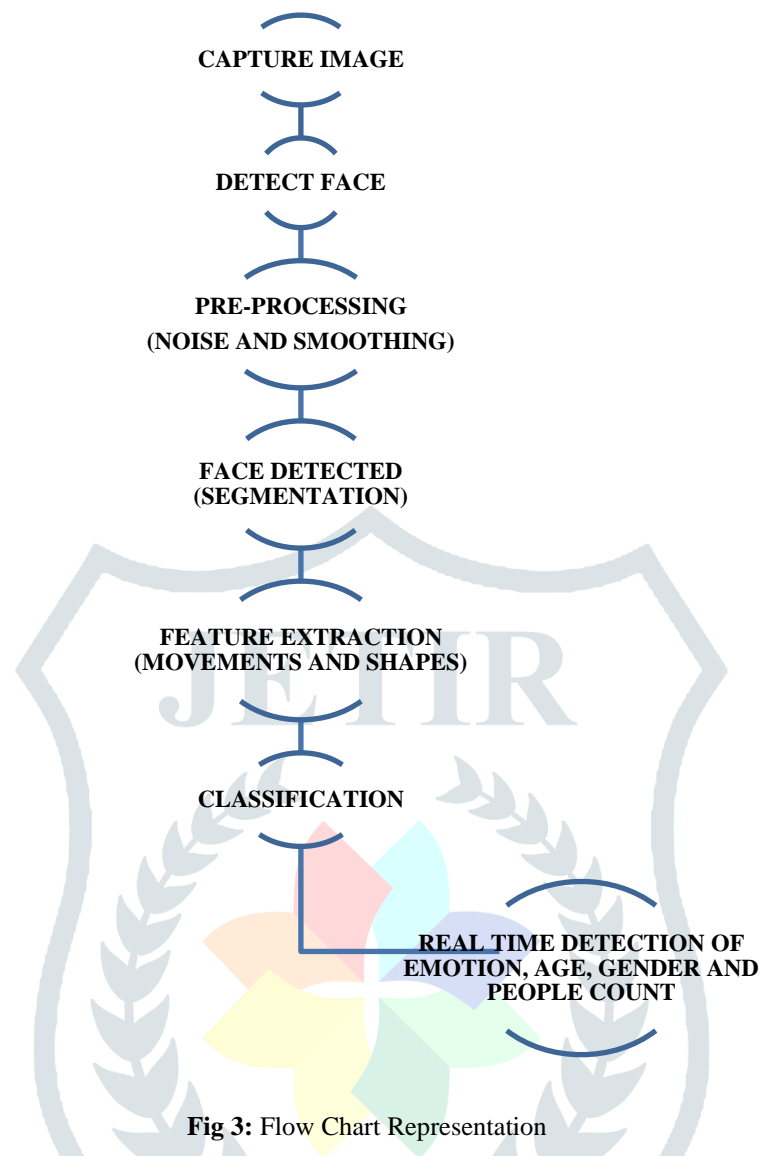 CAPTURE IMAGE
DETECT FACE
PRE-PROCESSING
(NOISE AND SMOOTHING)
FACE DETECTED
(SEGMENTATION)
FEATURE EXTRACTION
(MOVEMENTS AND SHAPES)
JETIR
CLASSIFICATION
REAL TIME DETECTION OF
EMOTION, AGE, GENDER AND
PEOPLE COUNT
Fig 3: Flow Chart Representation